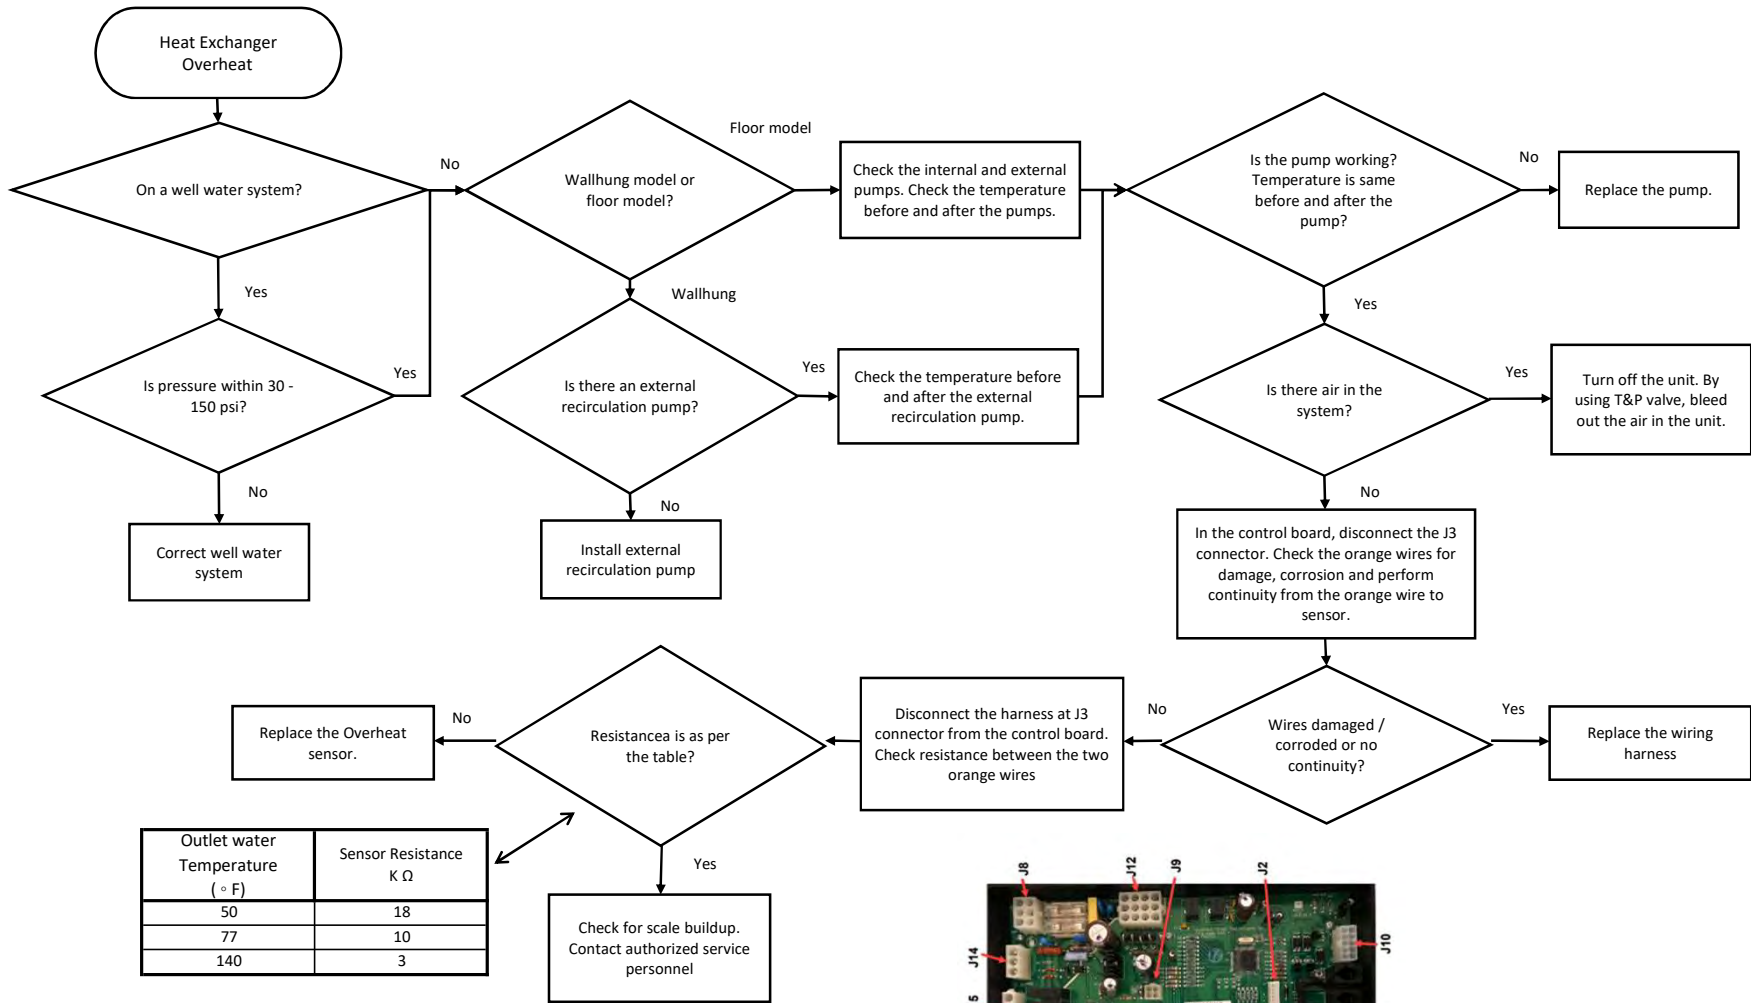 Heat Exchanger
Overheat
On a well water system?
No
Yes
Is pressure within 30 -
150 psi?
Yes
No
Correct well water
system
Wallhung model or
floor model?
Floor model
Wallhung
Is there an external
recirculation pump?
Yes
No
Install external
recirculation pump
Check the internal and external
pumps. Check the temperature
before and after the pumps.
Check the temperature before
and after the external
recirculation pump.
Is the pump working?
Temperature is same
before and after the
pump?
No
Replace the pump.
Yes
Is there air in the
system?
Yes
Turn off the unit. By
using T&P valve, bleed
out the air in the unit.
No
In the control board, disconnect the J3
connector. Check the orange wires for
damage, corrosion and perform
continuity from the orange wire to
sensor.
Wires damaged /
corroded or no
continuity?
Yes
Replace the wiring
harness
No
Disconnect the harness at J3
connector from the control board.
Check resistance between the two
orange wires
Resistancea is as per
the table?
No
Replace the Overheat
sensor.
Yes
Check for scale buildup.
Contact authorized service
personnel
Outlet water
Temperature
( ° F)
Sensor Resistance
K Ω
50 18
77 10
140 3
J8
J12
J9
J2
J10
J14
5